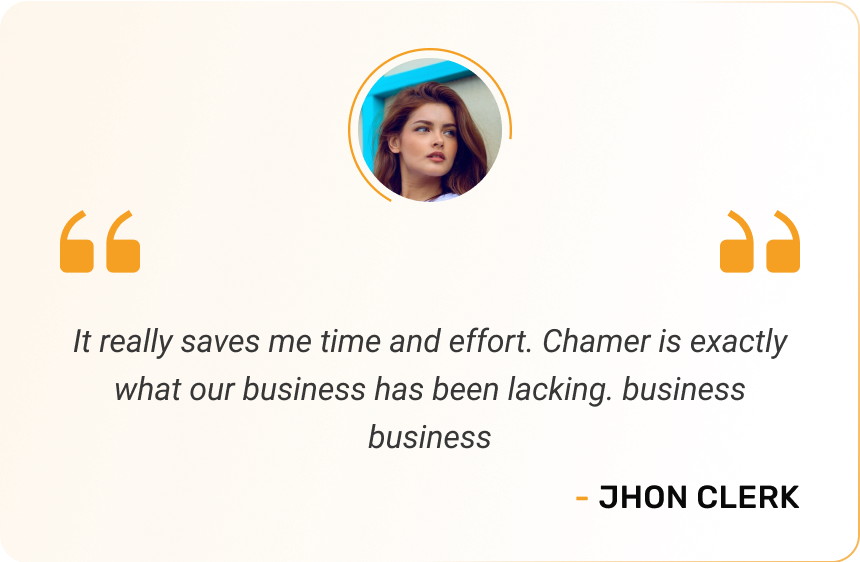 It really saves me time and effort. Chamer is exactly
what our business has been lacking. business
business
- JHON CLERK